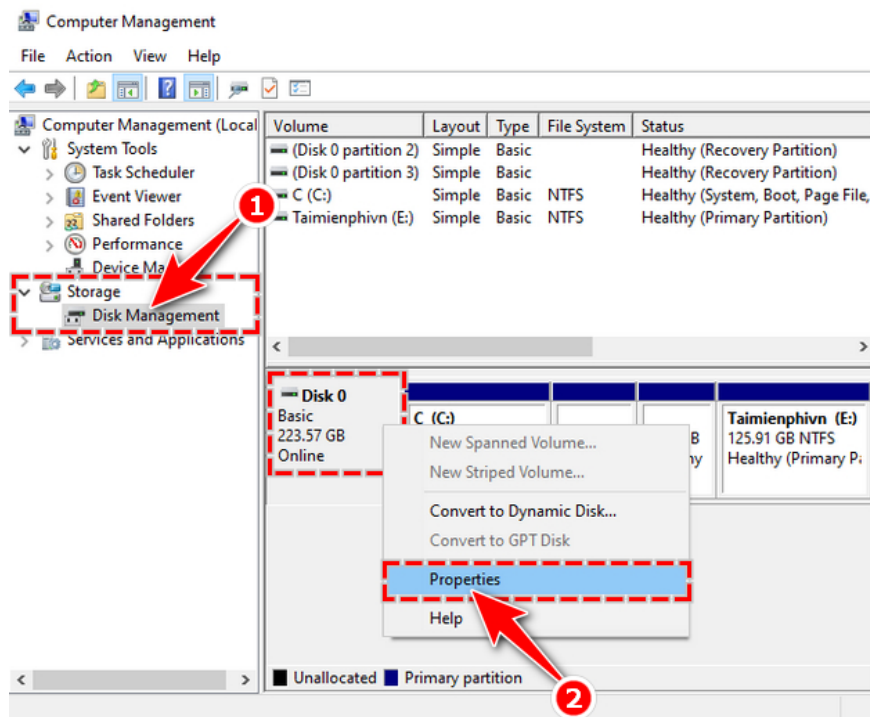 Computer Management
File Action View Help
Computer Management (Local
System Tools
Task Scheduler
Event Viewer
Shared Folders
Performance
Device Ma
Storage
Disk Management
Services and Applications
Volume Layout Type File System Status
(Disk 0 partition 2) Simple Basic Healthy (Recovery Partition)
(Disk 0 partition 3) Simple Basic Healthy (Recovery Partition)
C (C:) Simple Basic NTFS Healthy (System, Boot, Page File,
Taimienphivn (E:) Simple Basic NTFS Healthy (Primary Partition)
1
Disk 0
Basic
223.57 GB
Online
C (C:)
B
hy
Taimienphivn (E:)
125.91 GB NTFS
Healthy (Primary Pa
New Spanned Volume...
New Striped Volume...
Convert to Dynamic Disk...
Convert to GPT Disk
Properties
Help
2
Unallocated Primary partition